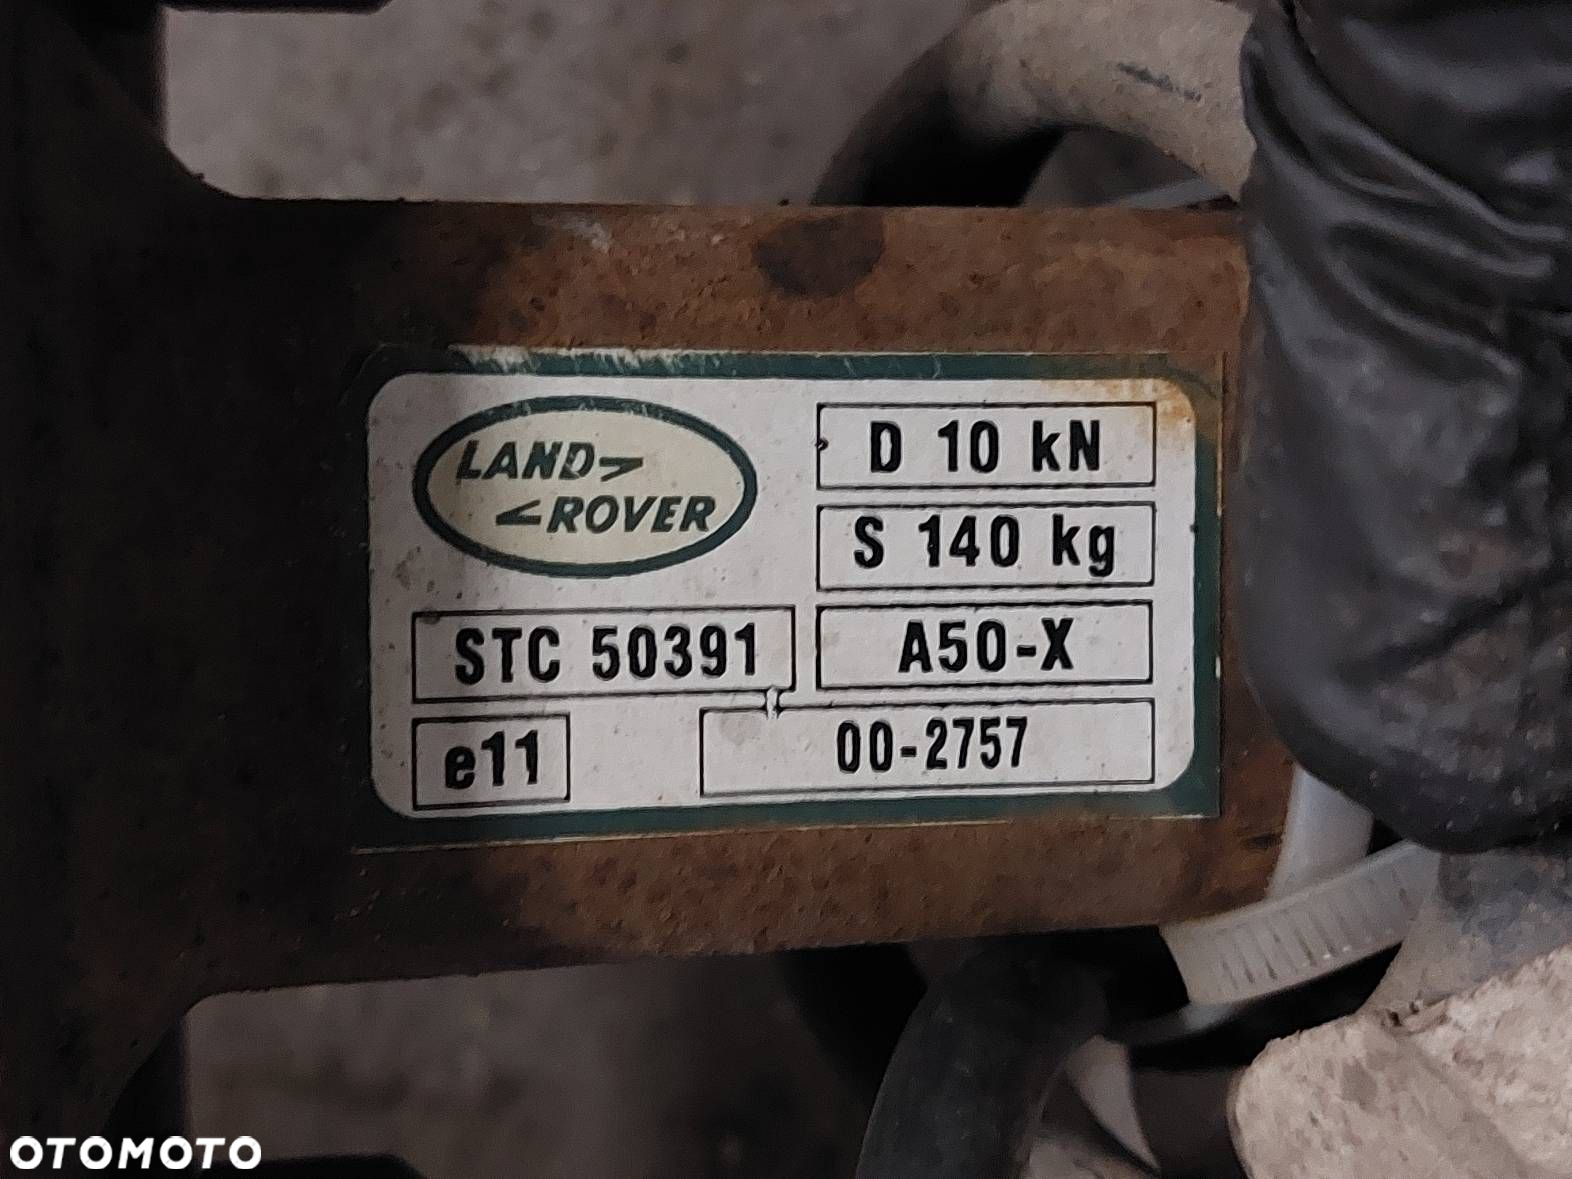 LAND
ROVER
D 10 kN
S 140 kg
STC 50391
A50-X
e11
00-2757
OTOMOTO